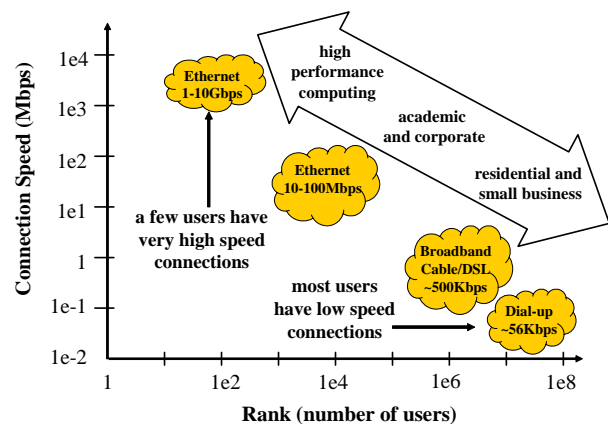 Connection Speed (Mbps)
1e4
1e3
1e2
1e1
1
1e-1
1e-2
Ethernet
1-10Gbps
high
performance
computing
academic
and corporate
residential and
small business
Ethernet
10-100Mbps
a few users have
very high speed
connections
Broadband
Cable/DSL
~500Kbps
most users
have low speed
connections
Dial-up
~56Kbps
1
1e2
1e4
1e6
1e8
Rank (number of users)